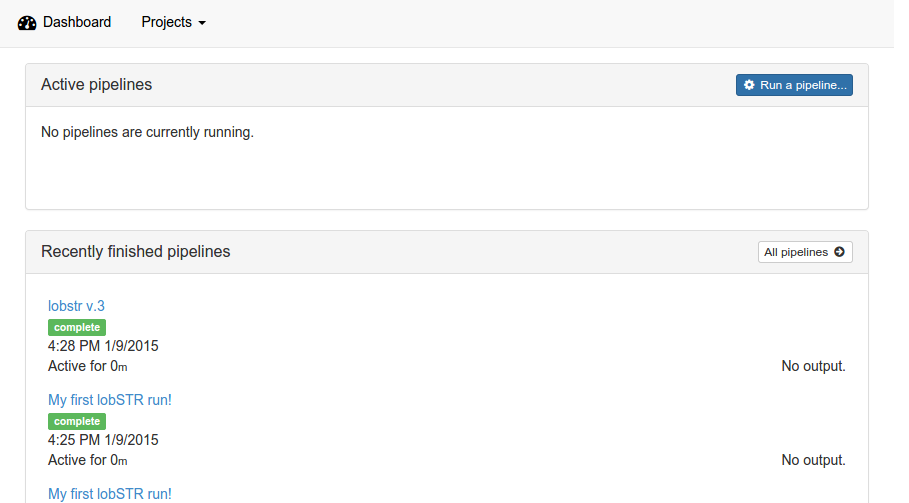 Dashboard Projects
Active pipelines Run a pipeline...
No pipelines are currently running.
Recently finished pipelines All pipelines
lobstr v.3
complete
4:28 PM 1/9/2015
Active for 0m No output.
My first lobSTR run!
complete
4:25 PM 1/9/2015
Active for 0m No output.
My first lobSTR run!